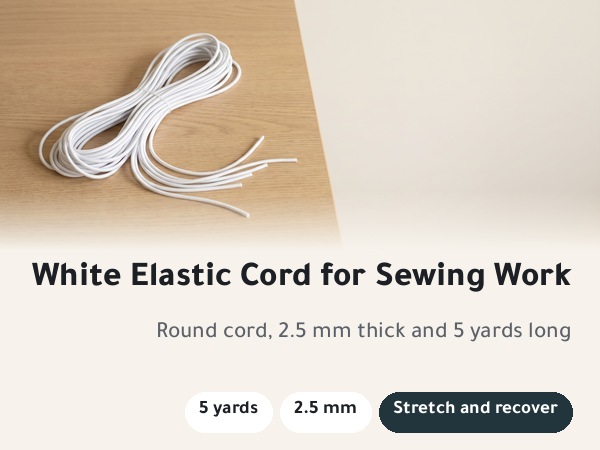 White Elastic Cord for Sewing Work
Round cord, 2.5 mm thick and 5 yards long
5 yards
2.5 mm
Stretch and recover